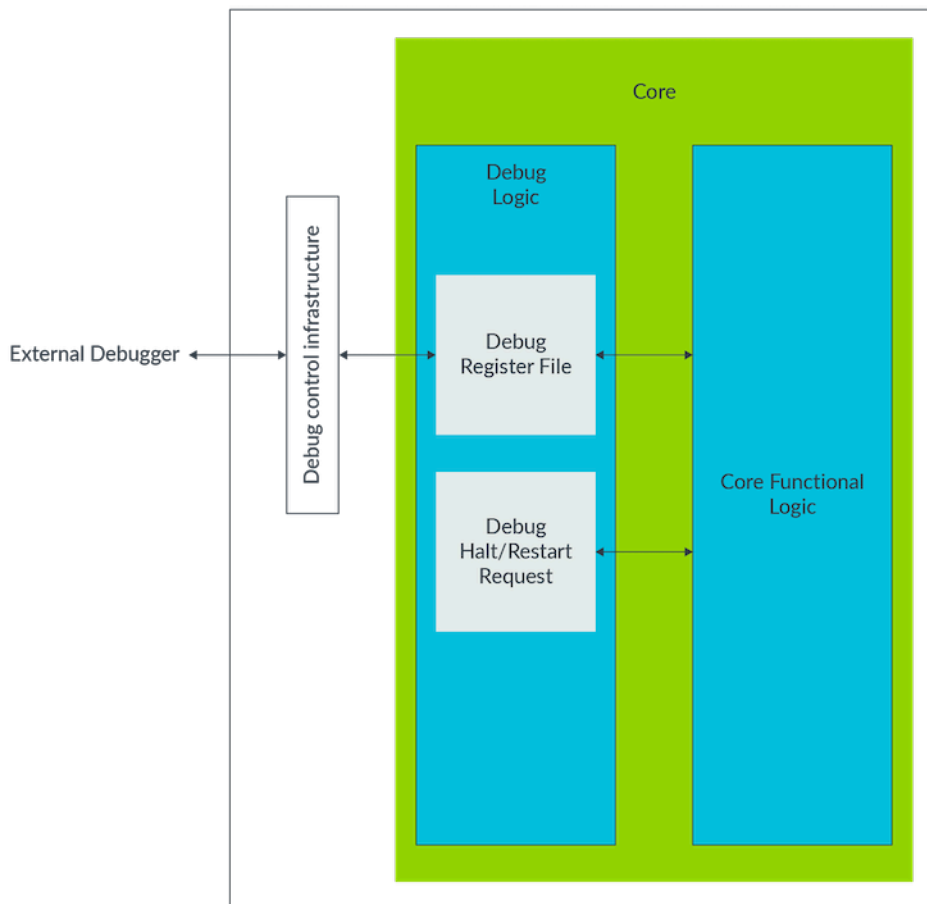 Core
Debug
Logic
External Debugger
Debug control infrastructure
Debug
Register File
Core Functional
Logic
Debug
Halt/Restart
Request